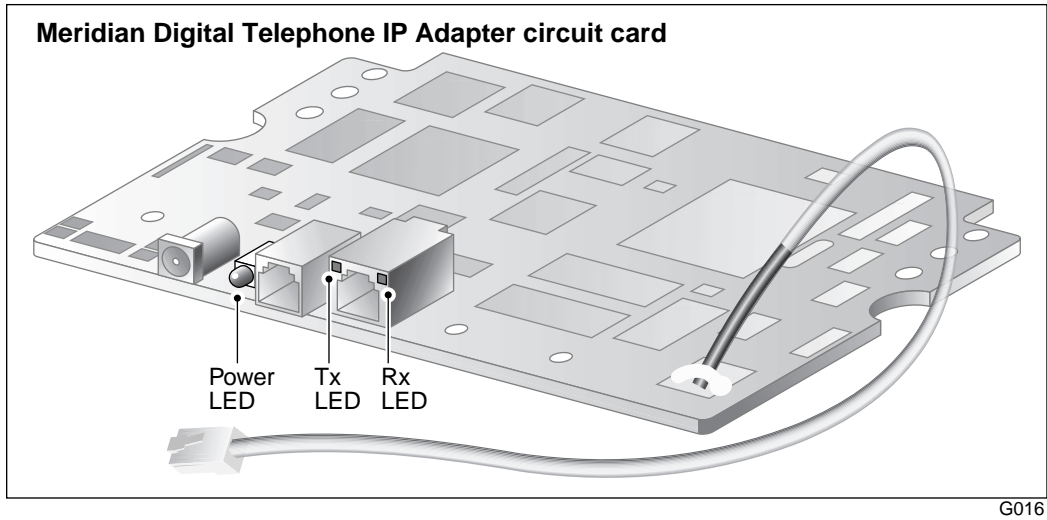 Meridian Digital Telephone IP Adapter circuit card
Power
LED
Tx
LED
Rx
LED
G016